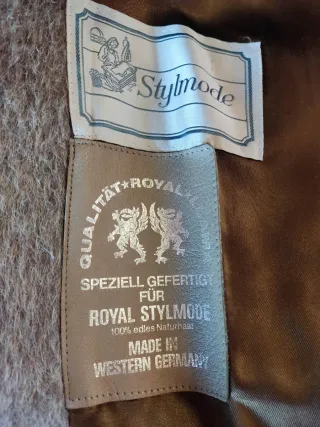 Stylmode
QUALITÄT★ROYAL★
SPEZIELL GEFERTIGT
FÜR
ROYAL STYLMODE
100% edles Naturhaar
MADE IN
WESTERN GERMANY